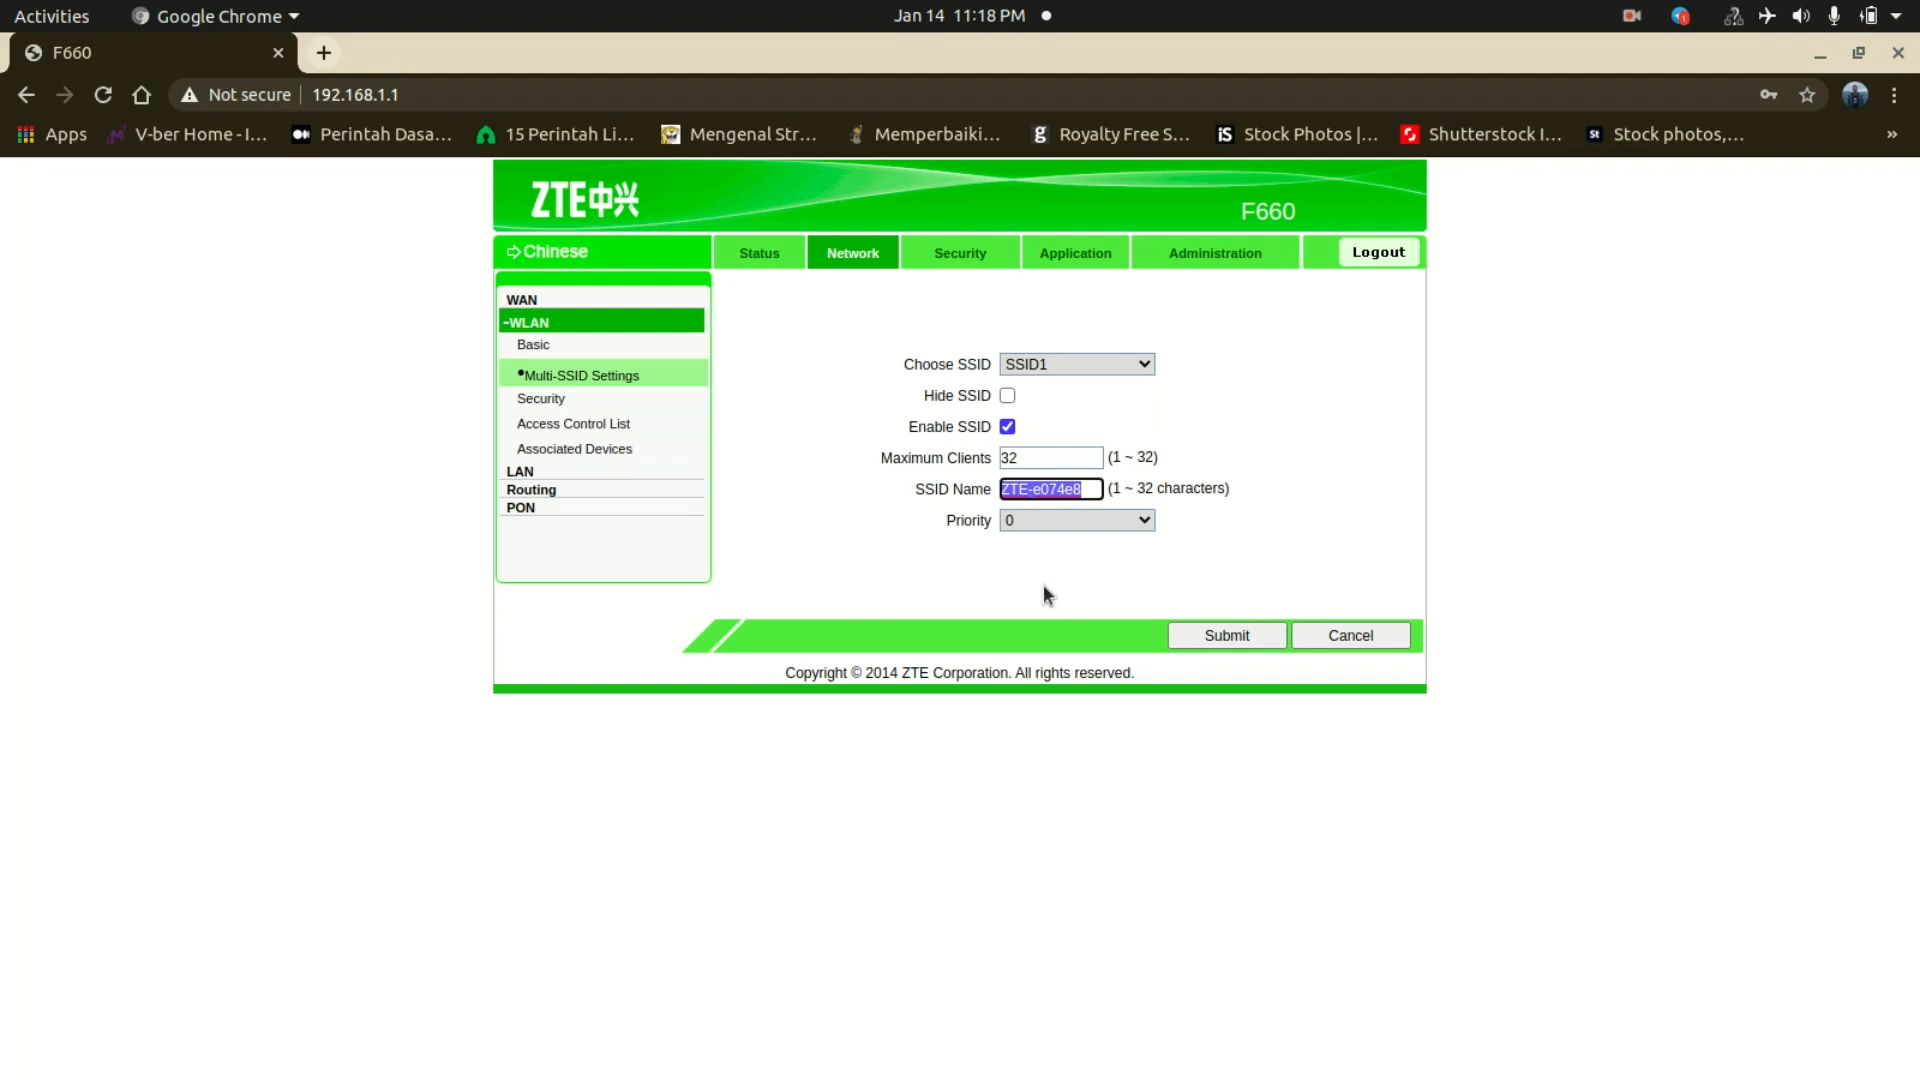 Activities
Google Chrome
Jan 14 11:18 PM
1
F660
Not secure
192.168.1.1
Apps
V-ber Home - I...
Perintah Dasa...
15 Perintah Li...
Mengenal Str...
Memperbaiki...
g
Royalty Free S...
iS
Stock Photos |...
Shutterstock I...
St
Stock photos,...
»
ZTE中兴
F660
Chinese
Status
Network
Security
Application
Administration
Logout
WAN
-WLAN
Basic
Multi-SSID Settings
Security
Access Control List
Associated Devices
LAN
Routing
PON
Choose SSID SSID1
Hide SSID
Enable SSID
Maximum Clients 32 (1 ~ 32)
SSID Name ZTE-e074e8 (1 ~ 32 characters)
Priority 0
Submit
Cancel
Copyright © 2014 ZTE Corporation. All rights reserved.